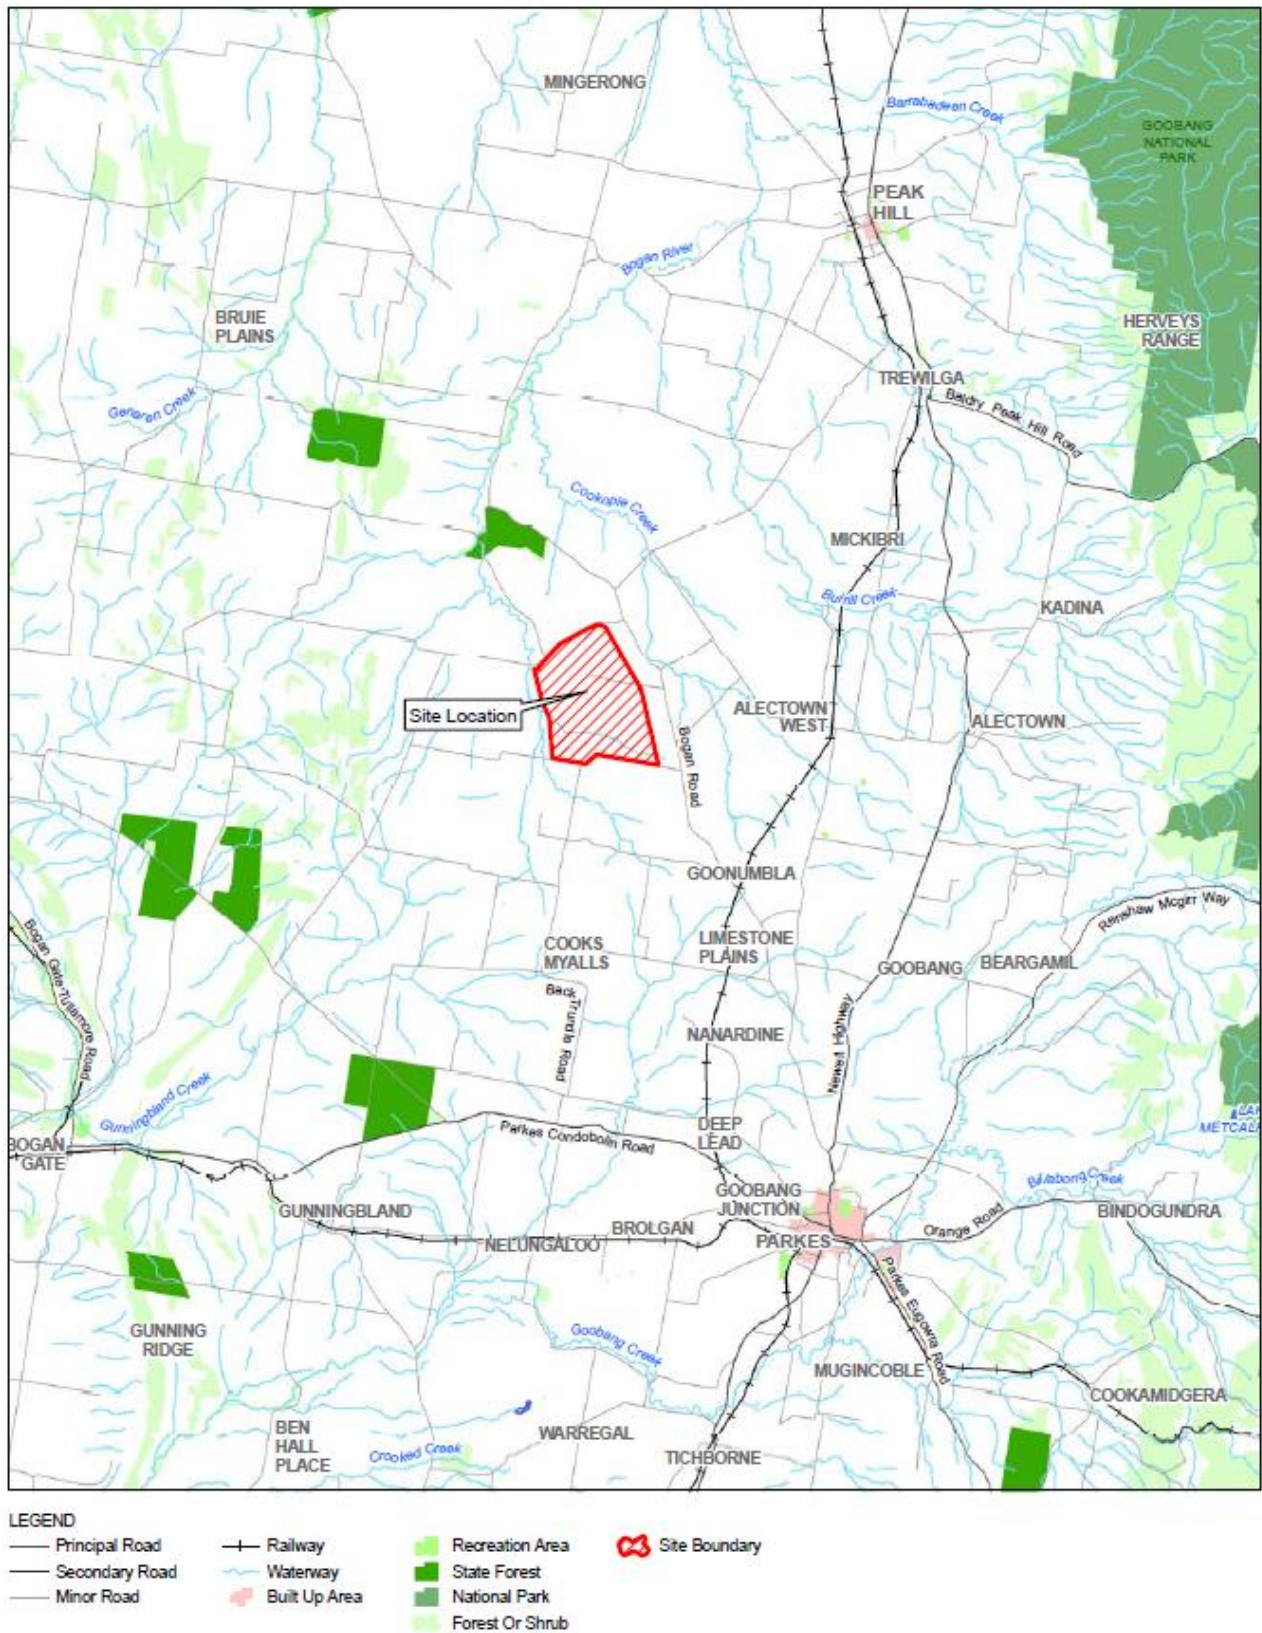 MINGERONG
Barrabadeen Creek
GOOBANG
NATIONAL
PARK
PEAK
HILL
Bogan River
BRUIE
PLAINS
HERVEYS
RANGE
TREWILGA
Genaren Creek
Baldry Peak Hill Road
Cookopie Creek
MICKIBRI
Burrill Creek
KADINA
Site Location
ALECTOWN
WEST
ALECTOWN
Bogan Road
GOONUMBLA
Renshaw Mcgirr Way
Bogan Gate-Tullamore Road
COOKS
MYALLS
LIMESTONE
PLAINS
GOOBANG
BEARGAMIL
Back Trundle Road
Newell Highway
NANARDINE
Gunningbland Creek
LAK
METCALF
BOGAN
GATE
Parkes Condobolin Road
DEEP
LEAD
Billabong Creek
GOOBANG
JUNCTION
GUNNINGBLAND
BROLGAN
Orange Road
BINDOGUNDRA
NELUNGALOO
PARKES
Parkes Eugowra Road
GUNNING
RIDGE
Goobang Creek
MUGINCOBLE
COOKAMIDGERA
BEN
HALL
PLACE
WARREGAL
Crooked Creek
TICHBORNE
LEGEND
Principal Road
Secondary Road
Minor Road
Railway
Waterway
Built Up Area
Recreation Area
State Forest
National Park
Forest Or Shrub
Site Boundary